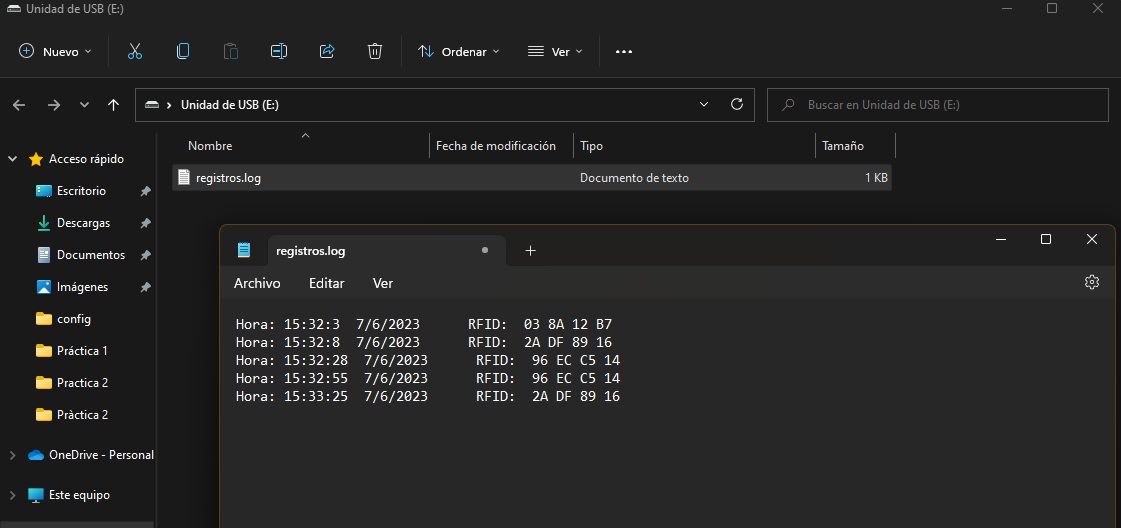 Unidad de USB (E:)
Nuevo
Ordenar
Ver
Unidad de USB (E:)
Buscar en Unidad de USB (E:)
Nombre
Fecha de modificación
Tipo
Tamaño
registros.log
Documento de texto
1 KB
Acceso rápido
Escritorio
Descargas
Documentos
Imágenes
config
Práctica 1
Practica 2
Pràctica 2
OneDrive - Personal
Este equipo
registros.log
Archivo Editar Ver
Hora: 15:32:3  7/6/2023      RFID:  03 8A 12 B7
Hora: 15:32:8  7/6/2023      RFID:  2A DF 89 16
Hora: 15:32:28  7/6/2023      RFID:  96 EC C5 14
Hora: 15:32:55  7/6/2023      RFID:  96 EC C5 14
Hora: 15:33:25  7/6/2023      RFID:  2A DF 89 16